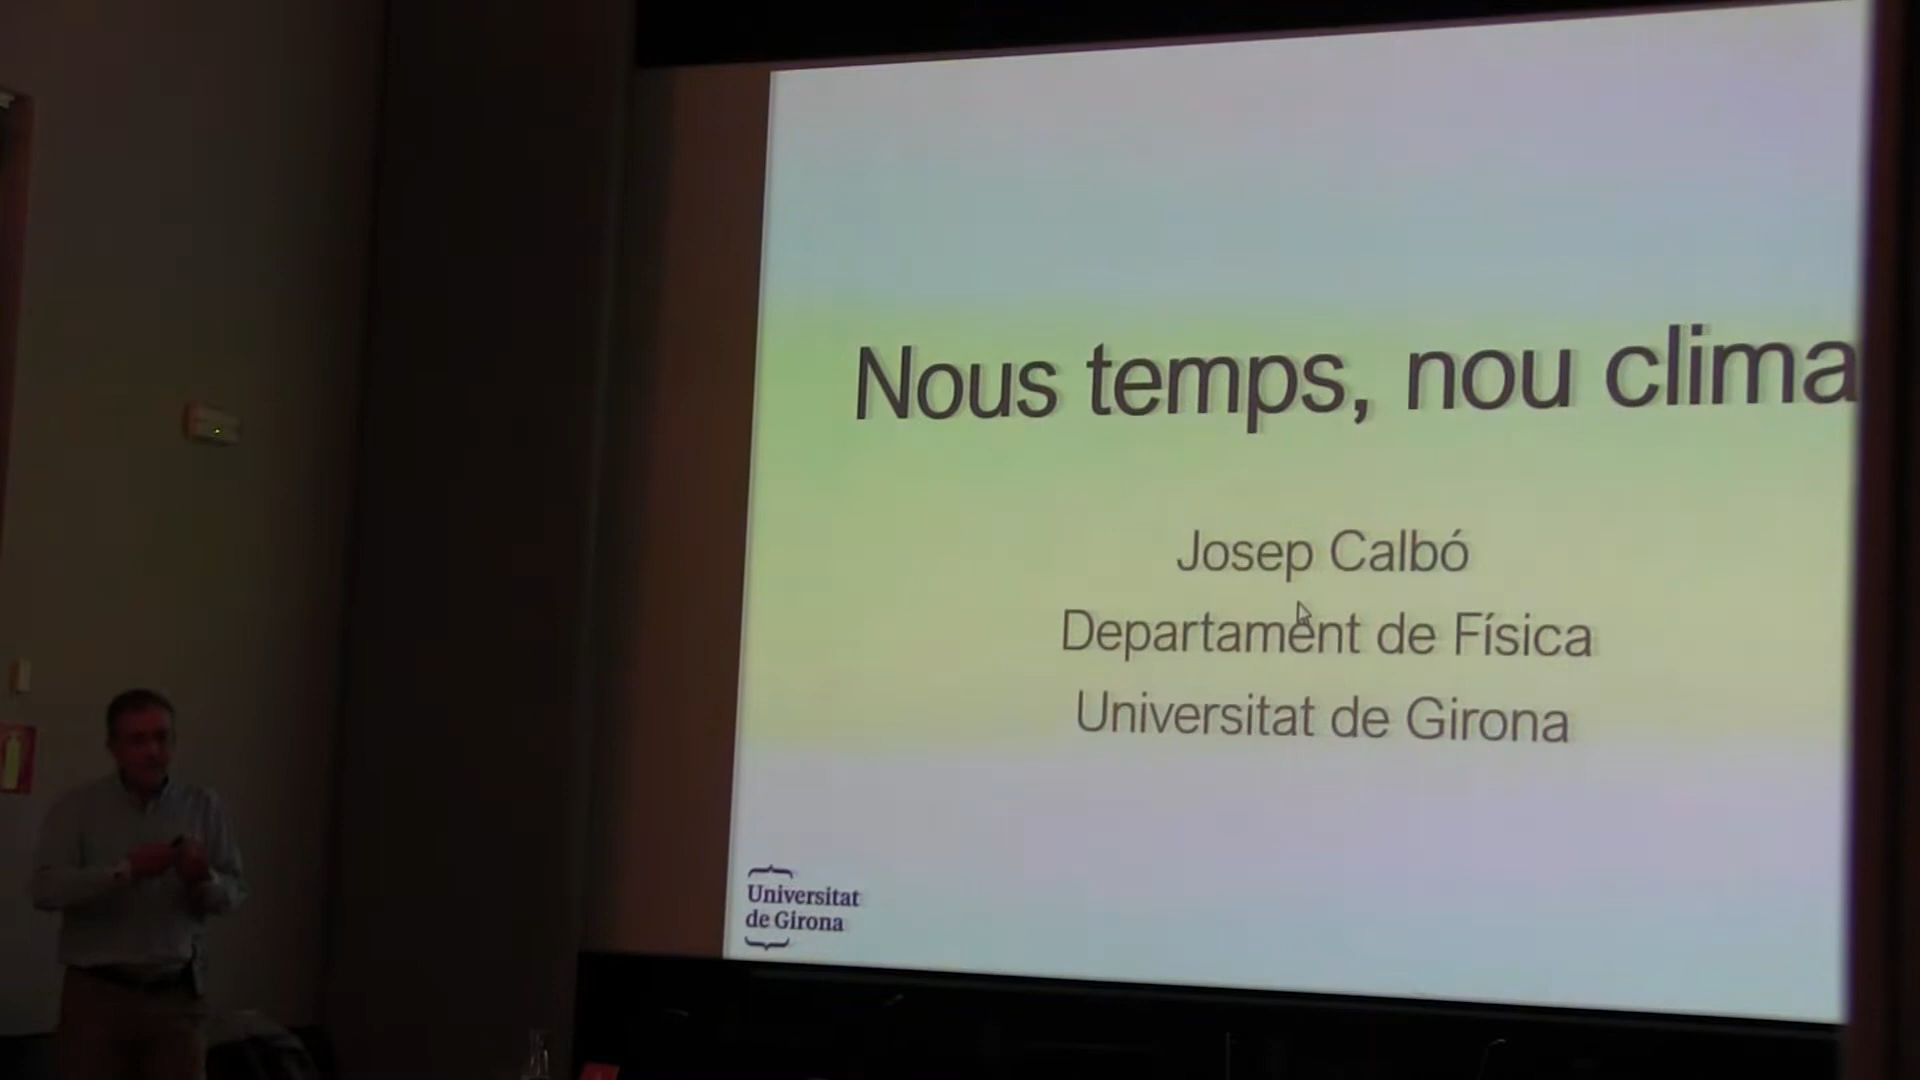 Nous temps, nou clima
Josep Calbó
Departament de Física
Universitat de Girona
Universitat
de Girona